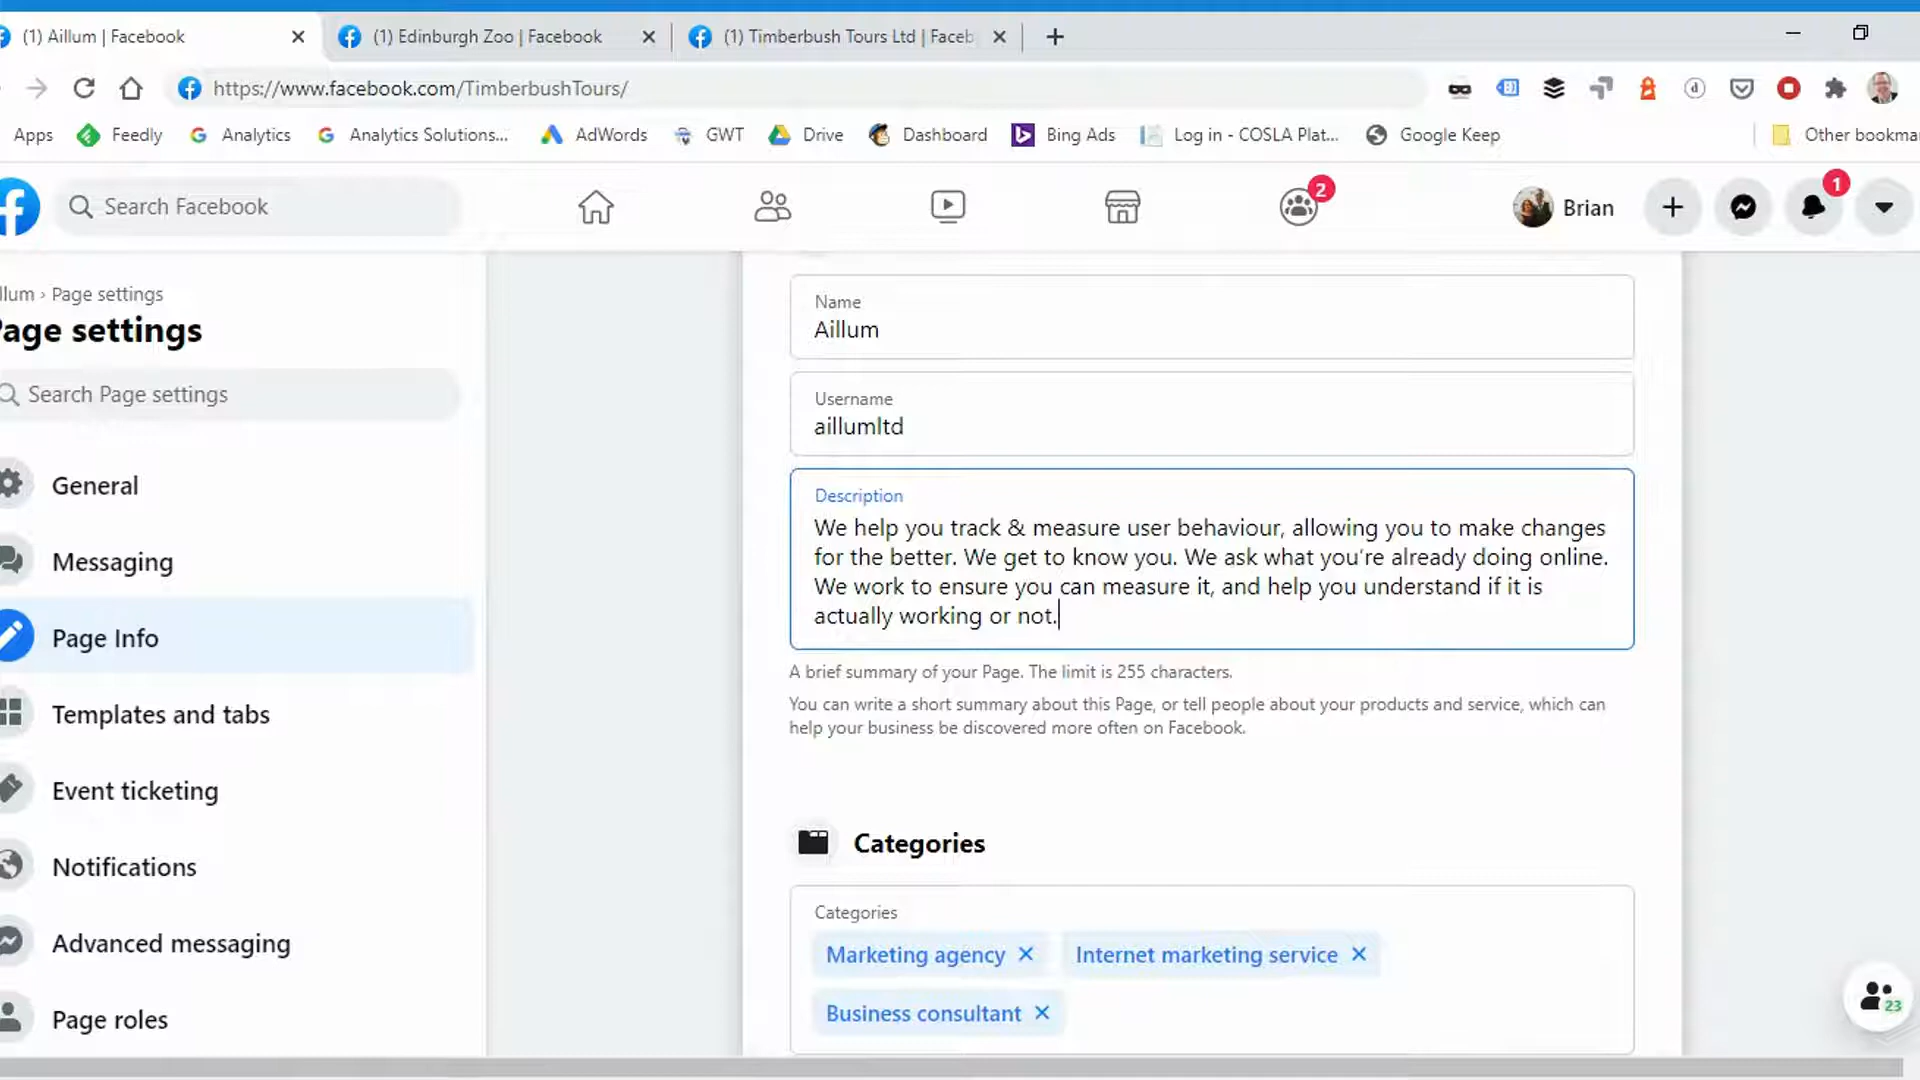 (1) Aillum | Facebook
(1) Edinburgh Zoo | Facebook
(1) Timberbush Tours Ltd | Faceb
https://www.facebook.com/TimberbushTours/
Apps
Feedly
Analytics
Analytics Solutions...
AdWords
GWT
Drive
Dashboard
Bing Ads
Log in - COSLA Plat...
Google Keep
Other bookma
Search Facebook
2
Brian
1
llum › Page settings
Page settings
Search Page settings
General
Messaging
Page Info
Templates and tabs
Event ticketing
Notifications
Advanced messaging
Page roles
Name
Aillum
Username
aillumltd
Description
We help you track & measure user behaviour, allowing you to make changes
for the better. We get to know you. We ask what you're already doing online.
We work to ensure you can measure it, and help you understand if it is
actually working or not.
A brief summary of your Page. The limit is 255 characters.
You can write a short summary about this Page, or tell people about your products and service, which can
help your business be discovered more often on Facebook.
Categories
Categories
Marketing agency
Internet marketing service
Business consultant
23